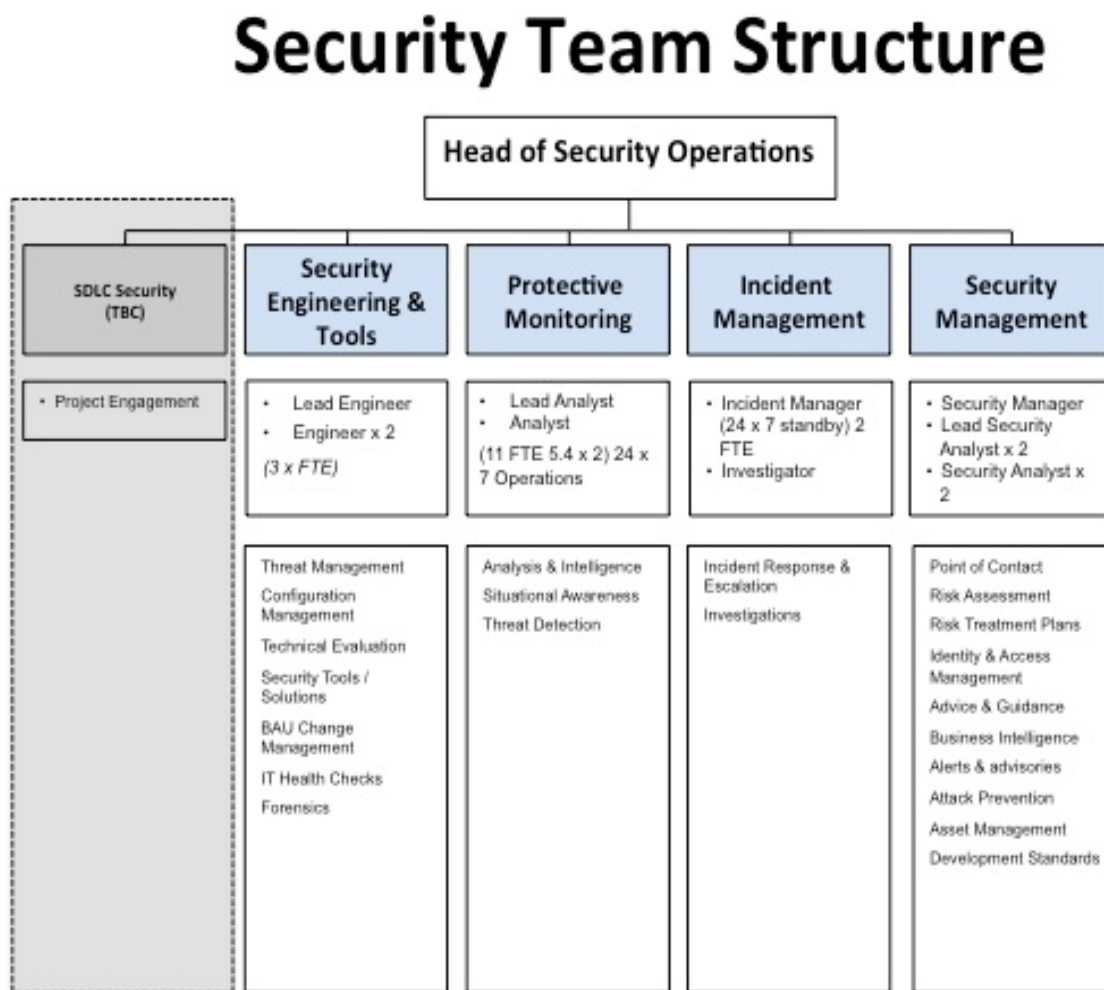 Security Team Structure
Head of Security Operations
SDLC Security
(TBC)
• Project Engagement
Security
Engineering &
Tools
• Lead Engineer
• Engineer x 2
(3 x FTE)
Threat Management
Configuration
Management
Technical Evaluation
Security Tools /
Solutions
BAU Change
Management
IT Health Checks
Forensics
Protective
Monitoring
• Lead Analyst
• Analyst
(11 FTE 5.4 x 2) 24 x
7 Operations
Analysis & Intelligence
Situational Awareness
Threat Detection
Incident
Management
• Incident Manager
(24 x 7 standby) 2
FTE
• Investigator
Incident Response &
Escalation
Investigations
Security
Management
• Security Manager
• Lead Security
Analyst x 2
• Security Analyst x
2
Point of Contact
Risk Assessment
Risk Treatment Plans
Identity & Access
Management
Advice & Guidance
Business Intelligence
Alerts & advisories
Attack Prevention
Asset Management
Development Standards